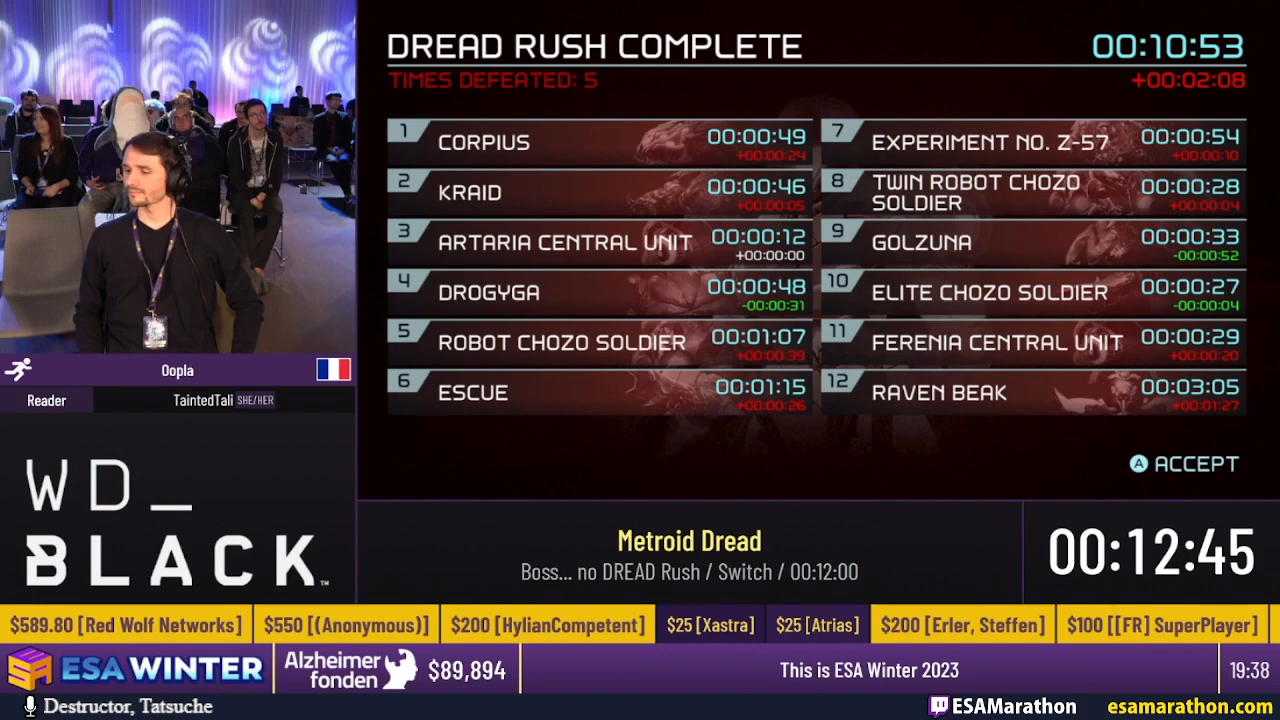 DREAD RUSH COMPLETE 00:10:53
TIMES DEFEATED: 5 +00:02:08
1 CORPIUS 00:00:49 +00:00:24
2 KRAID 00:00:46 +00:00:05
3 ARTARIA CENTRAL UNIT 00:00:12 +00:00:00
4 DROGYGA 00:00:48 -00:00:31
5 ROBOT CHOZO SOLDIER 00:01:07 +00:00:39
6 ESCUE 00:01:15 +00:00:26
7 EXPERIMENT NO. Z-57 00:00:54 +00:00:10
8 TWIN ROBOT CHOZO
SOLDIER 00:00:28 +00:00:04
9 GOLZUNA 00:00:33 -00:00:52
10 ELITE CHOZO SOLDIER 00:00:27 -00:00:04
11 FERENIA CENTRAL UNIT 00:00:29 +00:00:20
12 RAVEN BEAK 00:03:05 +00:01:27
A ACCEPT
Oopla
Reader TaintedTali SHE/HER
WD_
BLACK™
Metroid Dread
Boss... no DREAD Rush / Switch / 00:12:00
00:12:45
$589.80 [Red Wolf Networks] $550 [(Anonymous)] $200 [HylianCompetent] $25 [Xastra] $25 [Atrias] $200 [Erler, Steffen] $100 [[FR] SuperPlayer]
ESA WINTER
Alzheimer
fonden
$89,894
This is ESA Winter 2023
19:38
Destructor, Tatsuche
ESAMarathon
esamarathon.com